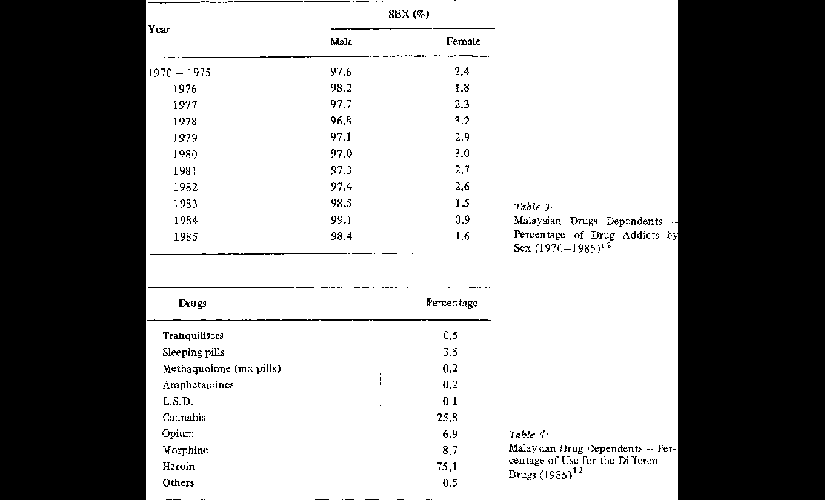 SEX (%)
Year
Male Female
1970 – 1975 97.6 2.4
1976 98.2 1.8
1977 97.7 2.3
1978 96.8 3.2
1979 97.1 2.9
1980 97.0 3.0
1981 97.3 2.7
1982 97.4 2.6
1983 98.5 1.5
1984 99.1 0.9
1985 98.4 1.6
Table 3:
Malaysian Drugs Dependents –
Percentage of Drug Addicts by
Sex (1970–1985)
Drugs Percentage
Tranquilisers 0.5
Sleeping pills 3.5
Methaqualone (mx pills) 0.2
Amphetamines 0.2
L.S.D. 0.1
Cannabis 25.8
Opium 6.9
Morphine 8.7
Heroin 75.1
Others 0.5
Table
Malaysian Drug Dependents – Per-
centage of Use for the Different
Drugs (1985)12